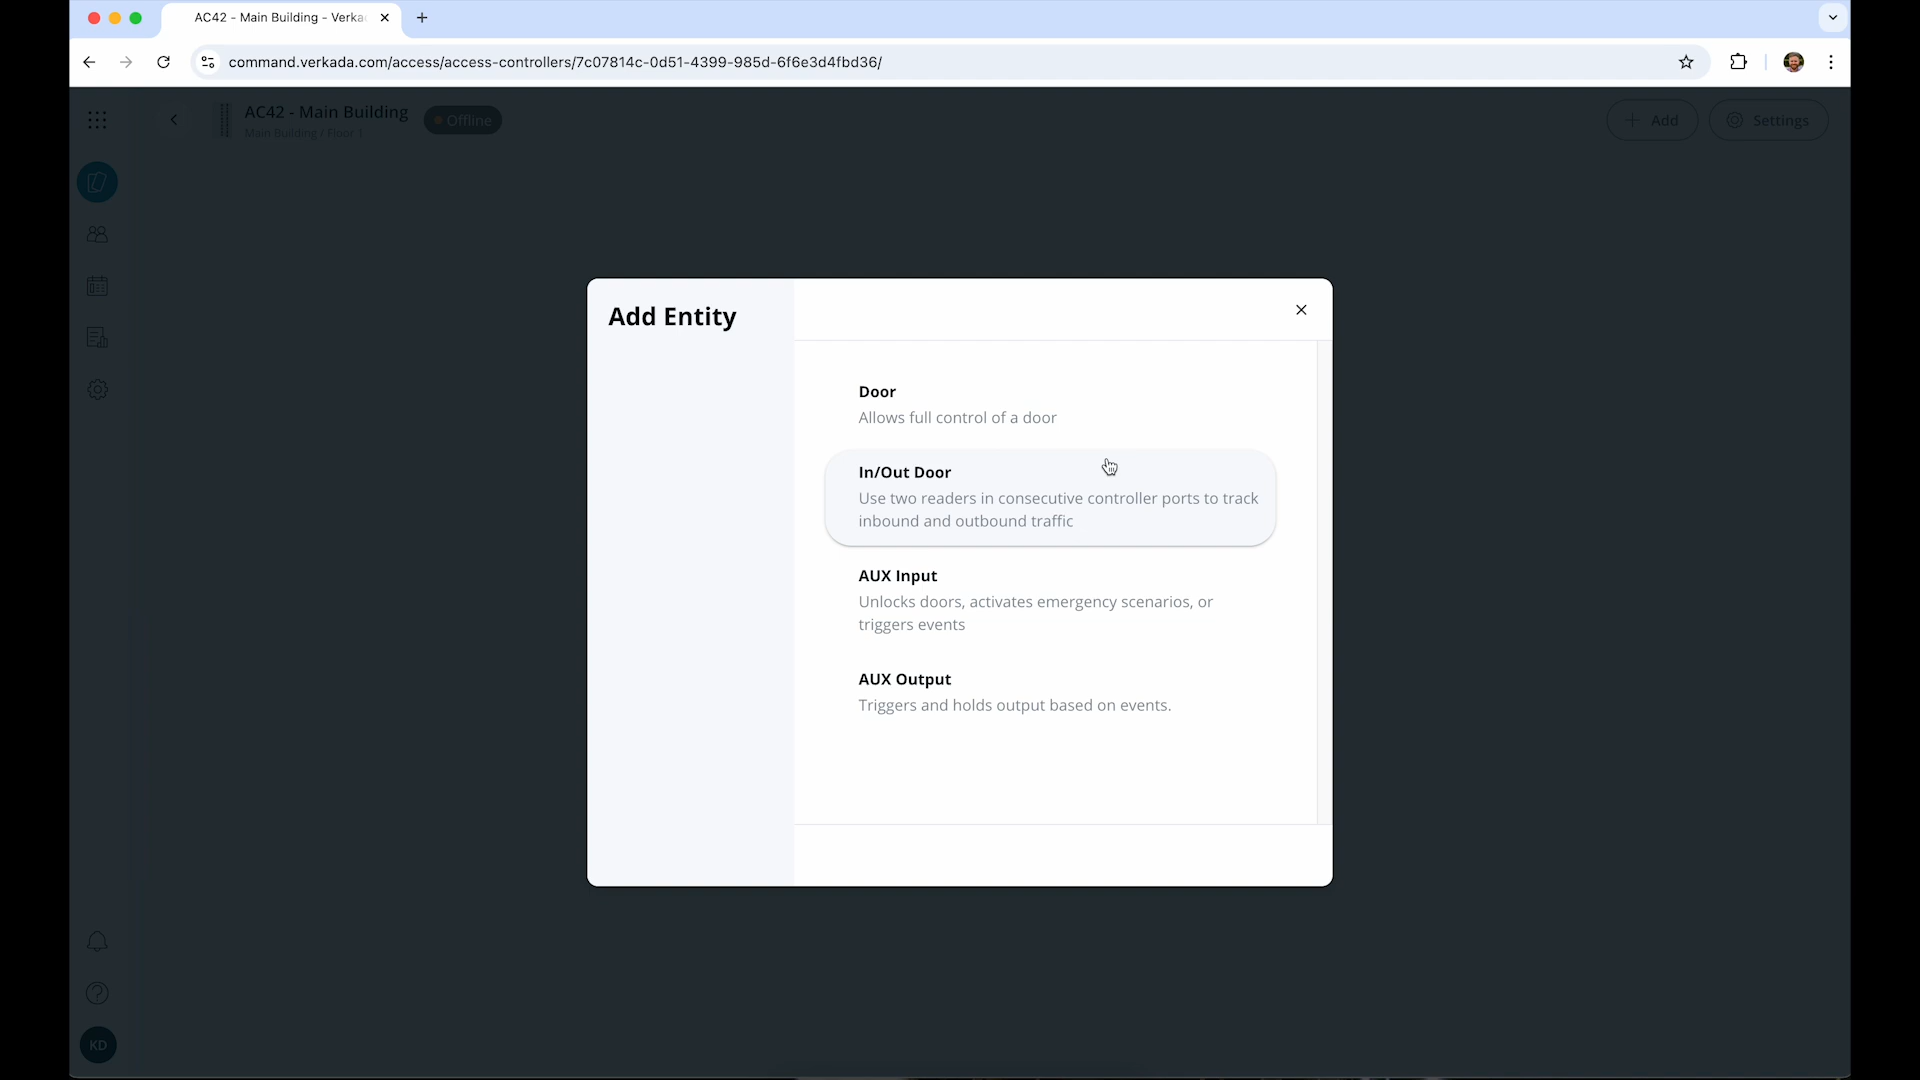 AC42 - Main Building - Verka
command.verkada.com/access/access-controllers/7c07814c-0d51-4399-985d-6f6e3d4fbd36/
AC42 - Main Building
Main Building / Floor 1
Offline
Add
Settings
Add Entity
Door
Allows full control of a door
In/Out Door
Use two readers in consecutive controller ports to track
inbound and outbound traffic
AUX Input
Unlocks doors, activates emergency scenarios, or
triggers events
AUX Output
Triggers and holds output based on events.
KD